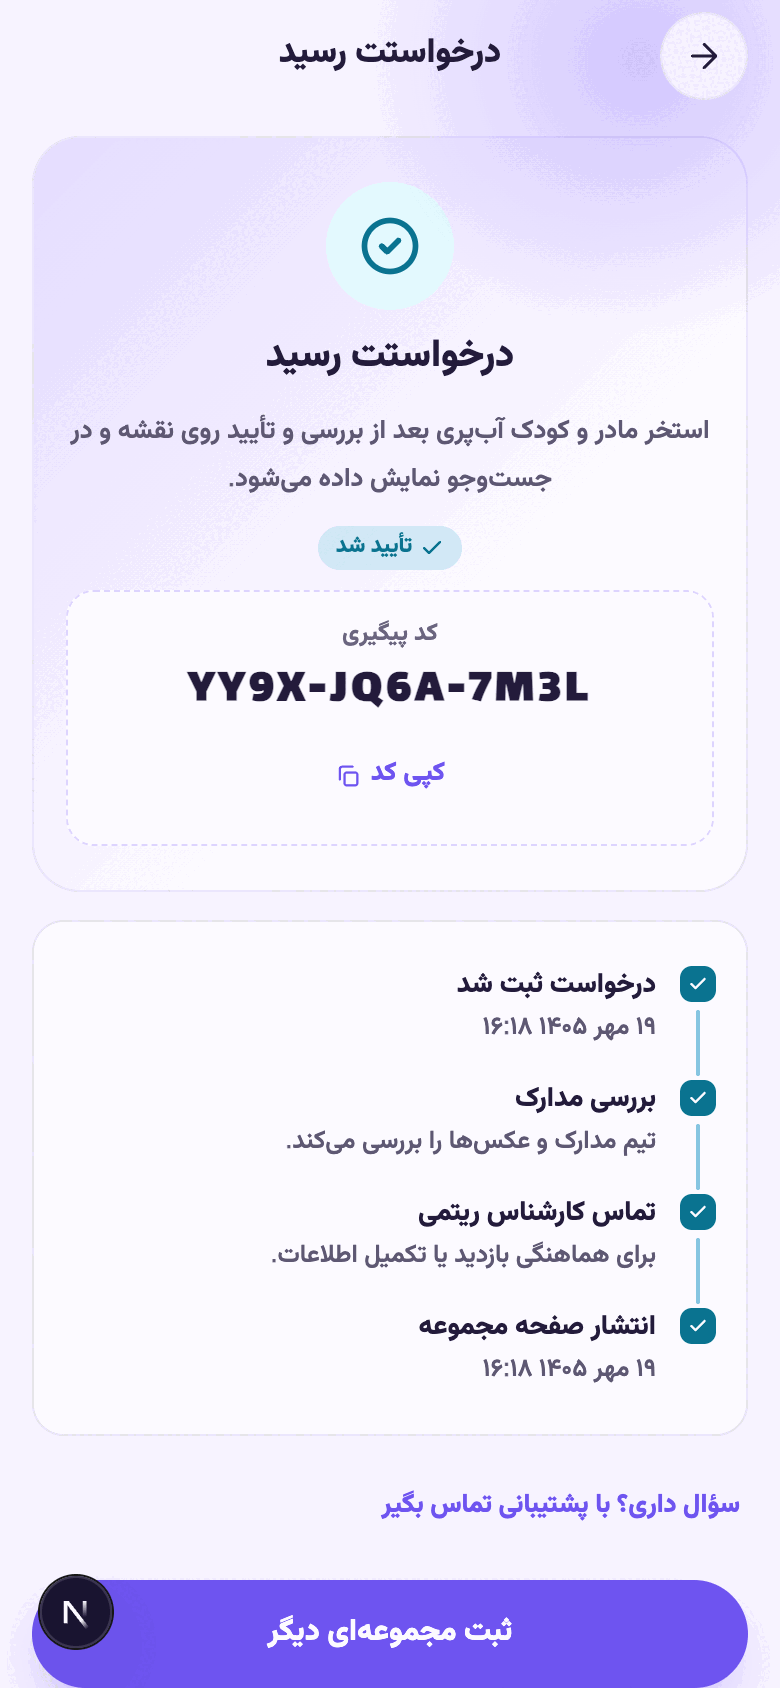 درخواستت رسید
درخواستت رسید
استخر مادر و کودک آب‌پری بعد از بررسی و تأیید روی نقشه و در
جست‌وجو نمایش داده می‌شود.
تأیید شد
کد پیگیری
YY9X-JQ6A-7M3L
کپی کد
درخواست ثبت شد
۱۹ مهر ۱۴۰۵ ۱۶:۱۸
بررسی مدارک
تیم مدارک و عکس‌ها را بررسی می‌کند.
تماس کارشناس ریتمی
برای هماهنگی بازدید یا تکمیل اطلاعات.
انتشار صفحه مجموعه
۱۹ مهر ۱۴۰۵ ۱۶:۱۸
سؤال داری؟ با پشتیبانی تماس بگیر
ثبت مجموعه‌ای دیگر
N